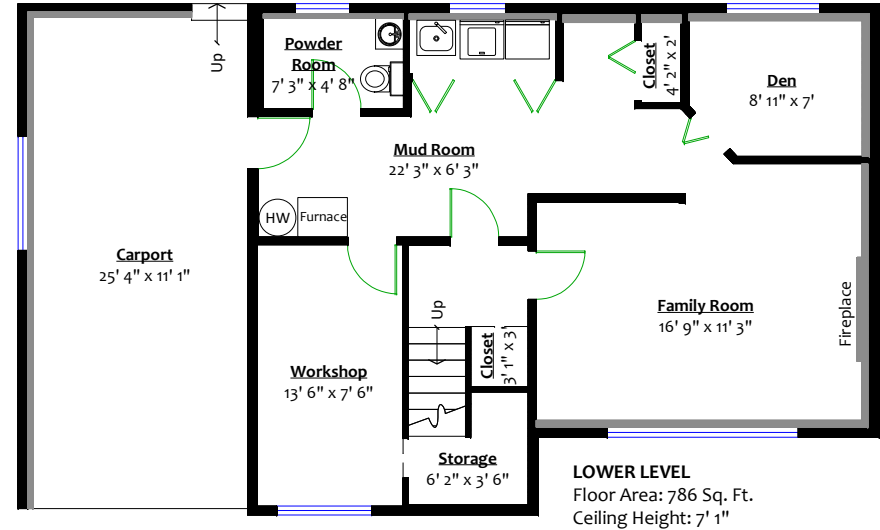 Up
Powder
Room
7' 3" x 4' 8"
Closet
4' 2" x 2'
Den
8' 11" x 7'
Mud Room
22' 3" x 6' 3"
HW
Furnace
Carport
25' 4" x 11' 1"
Family Room
16' 9" x 11' 3"
Fireplace
Up
Closet
3' 1" x 3'
Workshop
13' 6" x 7' 6"
Storage
6' 2" x 3' 6"
LOWER LEVEL
Floor Area: 786 Sq. Ft.
Ceiling Height: 7' 1"